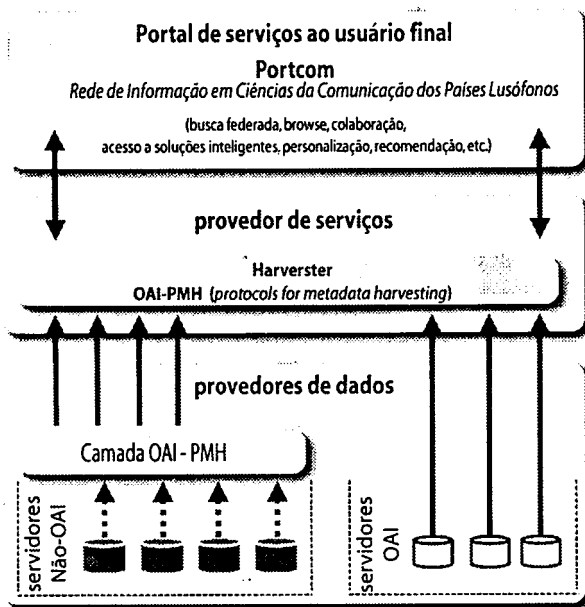 Portal de serviços ao usuário final
Portcom
Rede de Informação em Ciências da Comunicação dos Países Lusófonos
(busca federada, browse, colaboração,
acesso a soluções inteligentes, personalização, recomendação, etc.)
provedor de serviços
Harverster
OAI-PMH (protocols for metadata harvesting)
provedores de dados
Camada OAI - PMH
servidores
Não-OAI
servidores
OAI